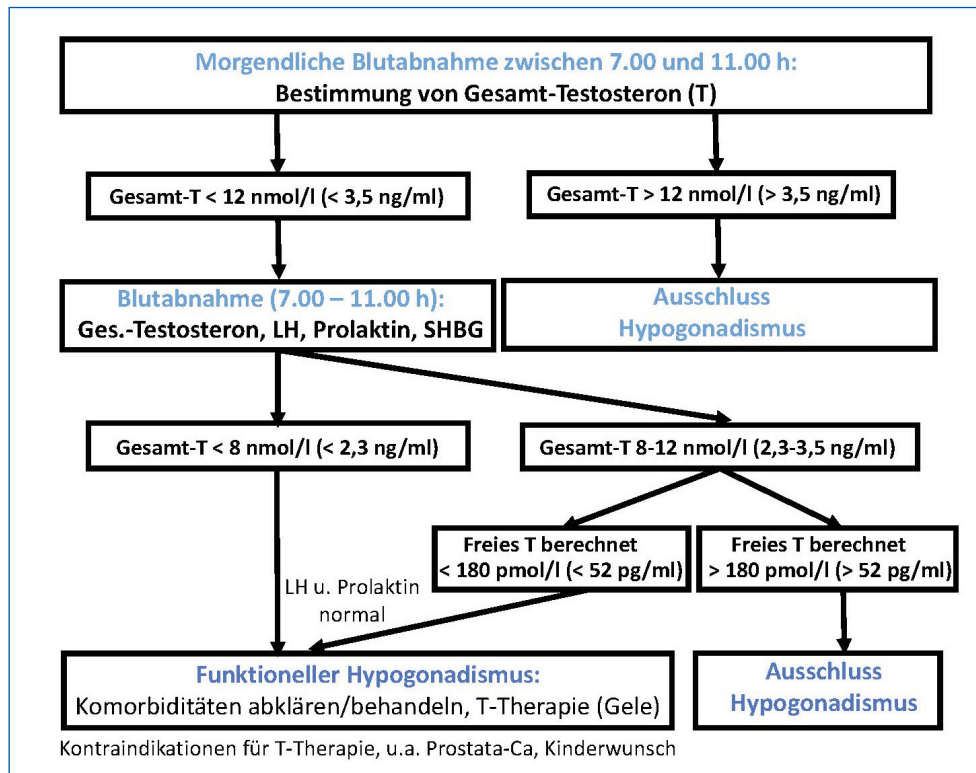 Morgendliche Blutabnahme zwischen 7.00 und 11.00 h:
Bestimmung von Gesamt-Testosteron (T)
Gesamt-T < 12 nmol/l (< 3,5 ng/ml)
Gesamt-T > 12 nmol/l (> 3,5 ng/ml)
Blutabnahme (7.00 – 11.00 h):
Ges.-Testosteron, LH, Prolaktin, SHBG
Ausschluss
Hypogonadismus
Gesamt-T < 8 nmol/l (< 2,3 ng/ml)
Gesamt-T 8-12 nmol/l (2,3-3,5 ng/ml)
Freies T berechnet
< 180 pmol/l (< 52 pg/ml)
Freies T berechnet
> 180 pmol/l (> 52 pg/ml)
LH u. Prolaktin
normal
Funktioneller Hypogonadismus:
Komorbiditäten abklären/behandeln, T-Therapie (Gele)
Ausschluss
Hypogonadismus
Kontraindikationen für T-Therapie, u.a. Prostata-Ca, Kinderwunsch